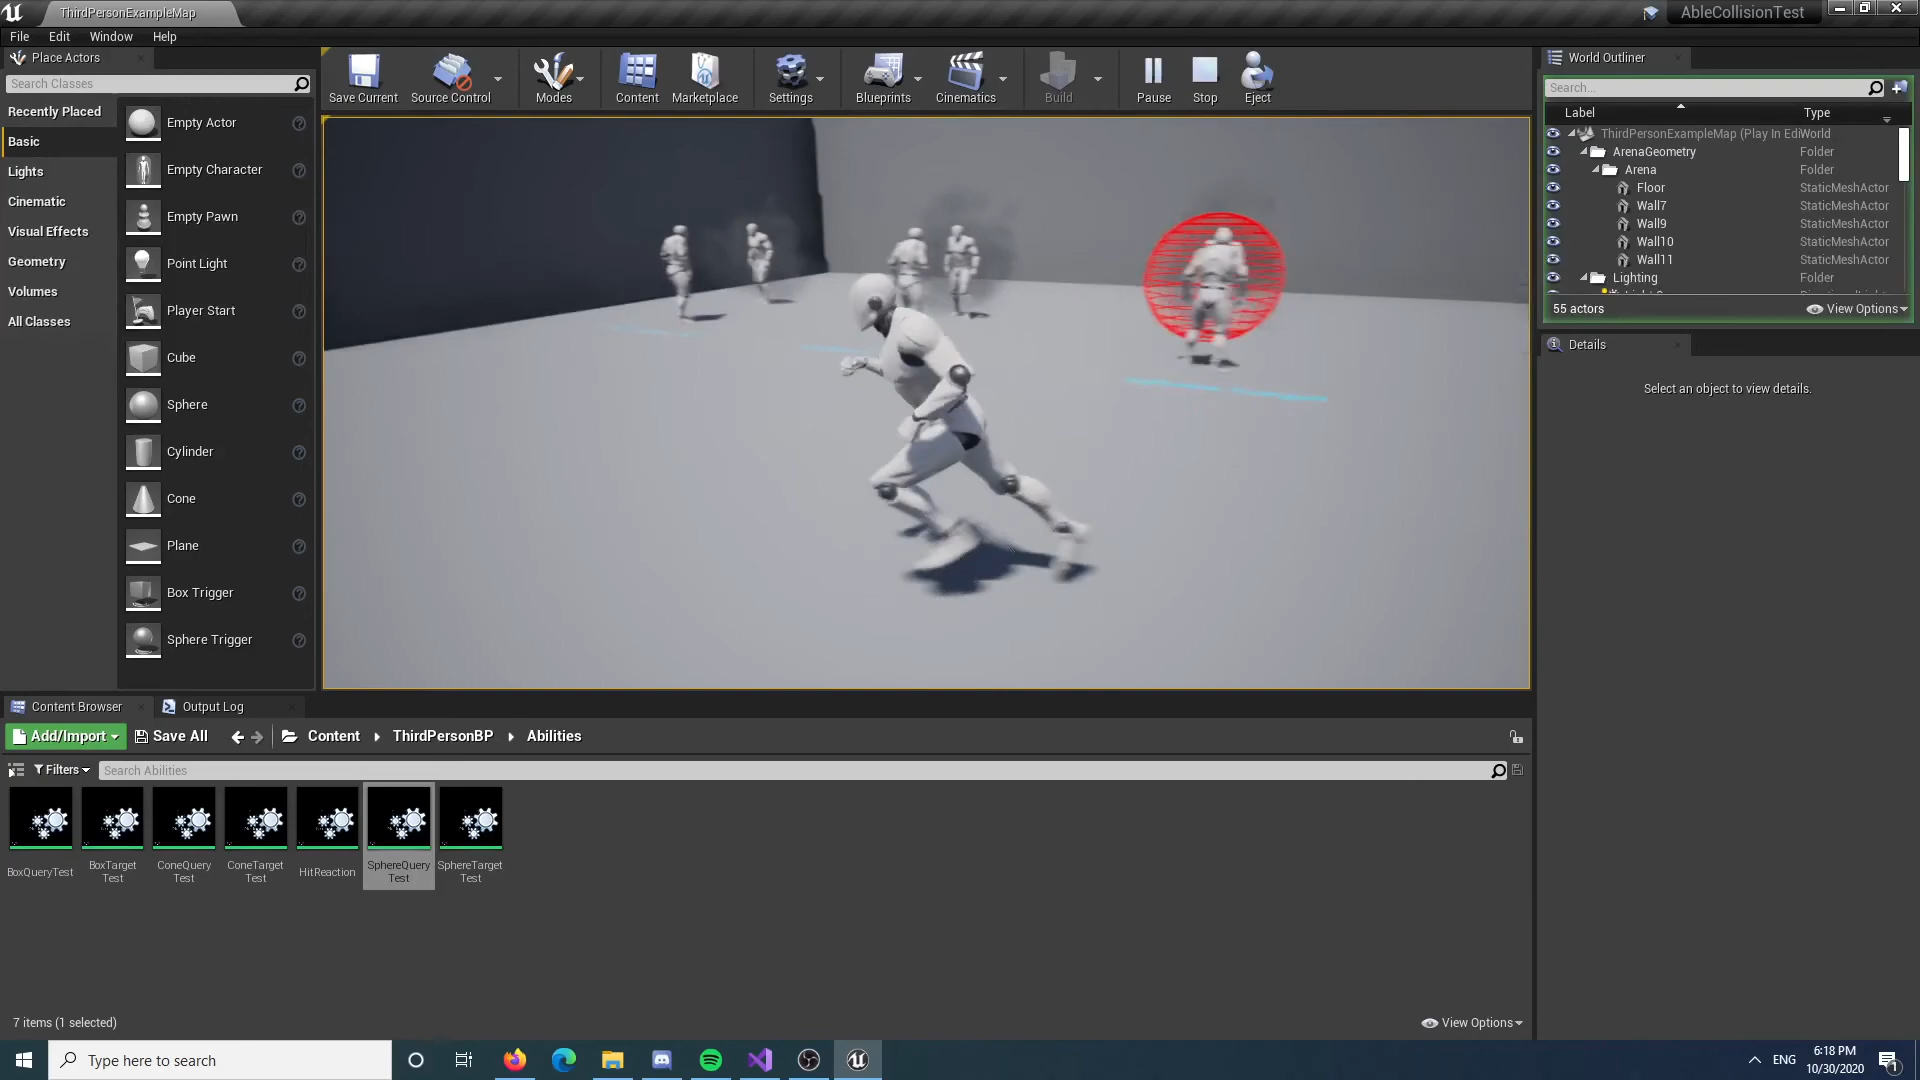 ThirdPersonExampleMap
AbleCollisionTest
File Edit Window Help
Place Actors
Search Classes
Recently Placed
Basic
Lights
Cinematic
Visual Effects
Geometry
Volumes
All Classes
Empty Actor
Empty Character
Empty Pawn
Point Light
Player Start
Cube
Sphere
Cylinder
Cone
Plane
Box Trigger
Sphere Trigger
Save Current
Source Control
Modes
Content
Marketplace
Settings
Blueprints
Cinematics
Build
Pause
Stop
Eject
World Outliner
Search...
Label Type
ThirdPersonExampleMap (Play In Edi World
ArenaGeometry Folder
Arena Folder
Floor StaticMeshActor
Wall7 StaticMeshActor
Wall9 StaticMeshActor
Wall10 StaticMeshActor
Wall11 StaticMeshActor
Lighting Folder
55 actors
View Options
Details
Select an object to view details.
Content Browser
Output Log
Add/Import
Save All
Content
ThirdPersonBP
Abilities
Filters
Search Abilities
BoxQueryTest
BoxTarget
Test
ConeQuery
Test
ConeTarget
Test
HitReaction
SphereQuery
Test
SphereTarget
Test
7 items (1 selected)
View Options
Type here to search
ENG
6:18 PM
10/30/2020
1